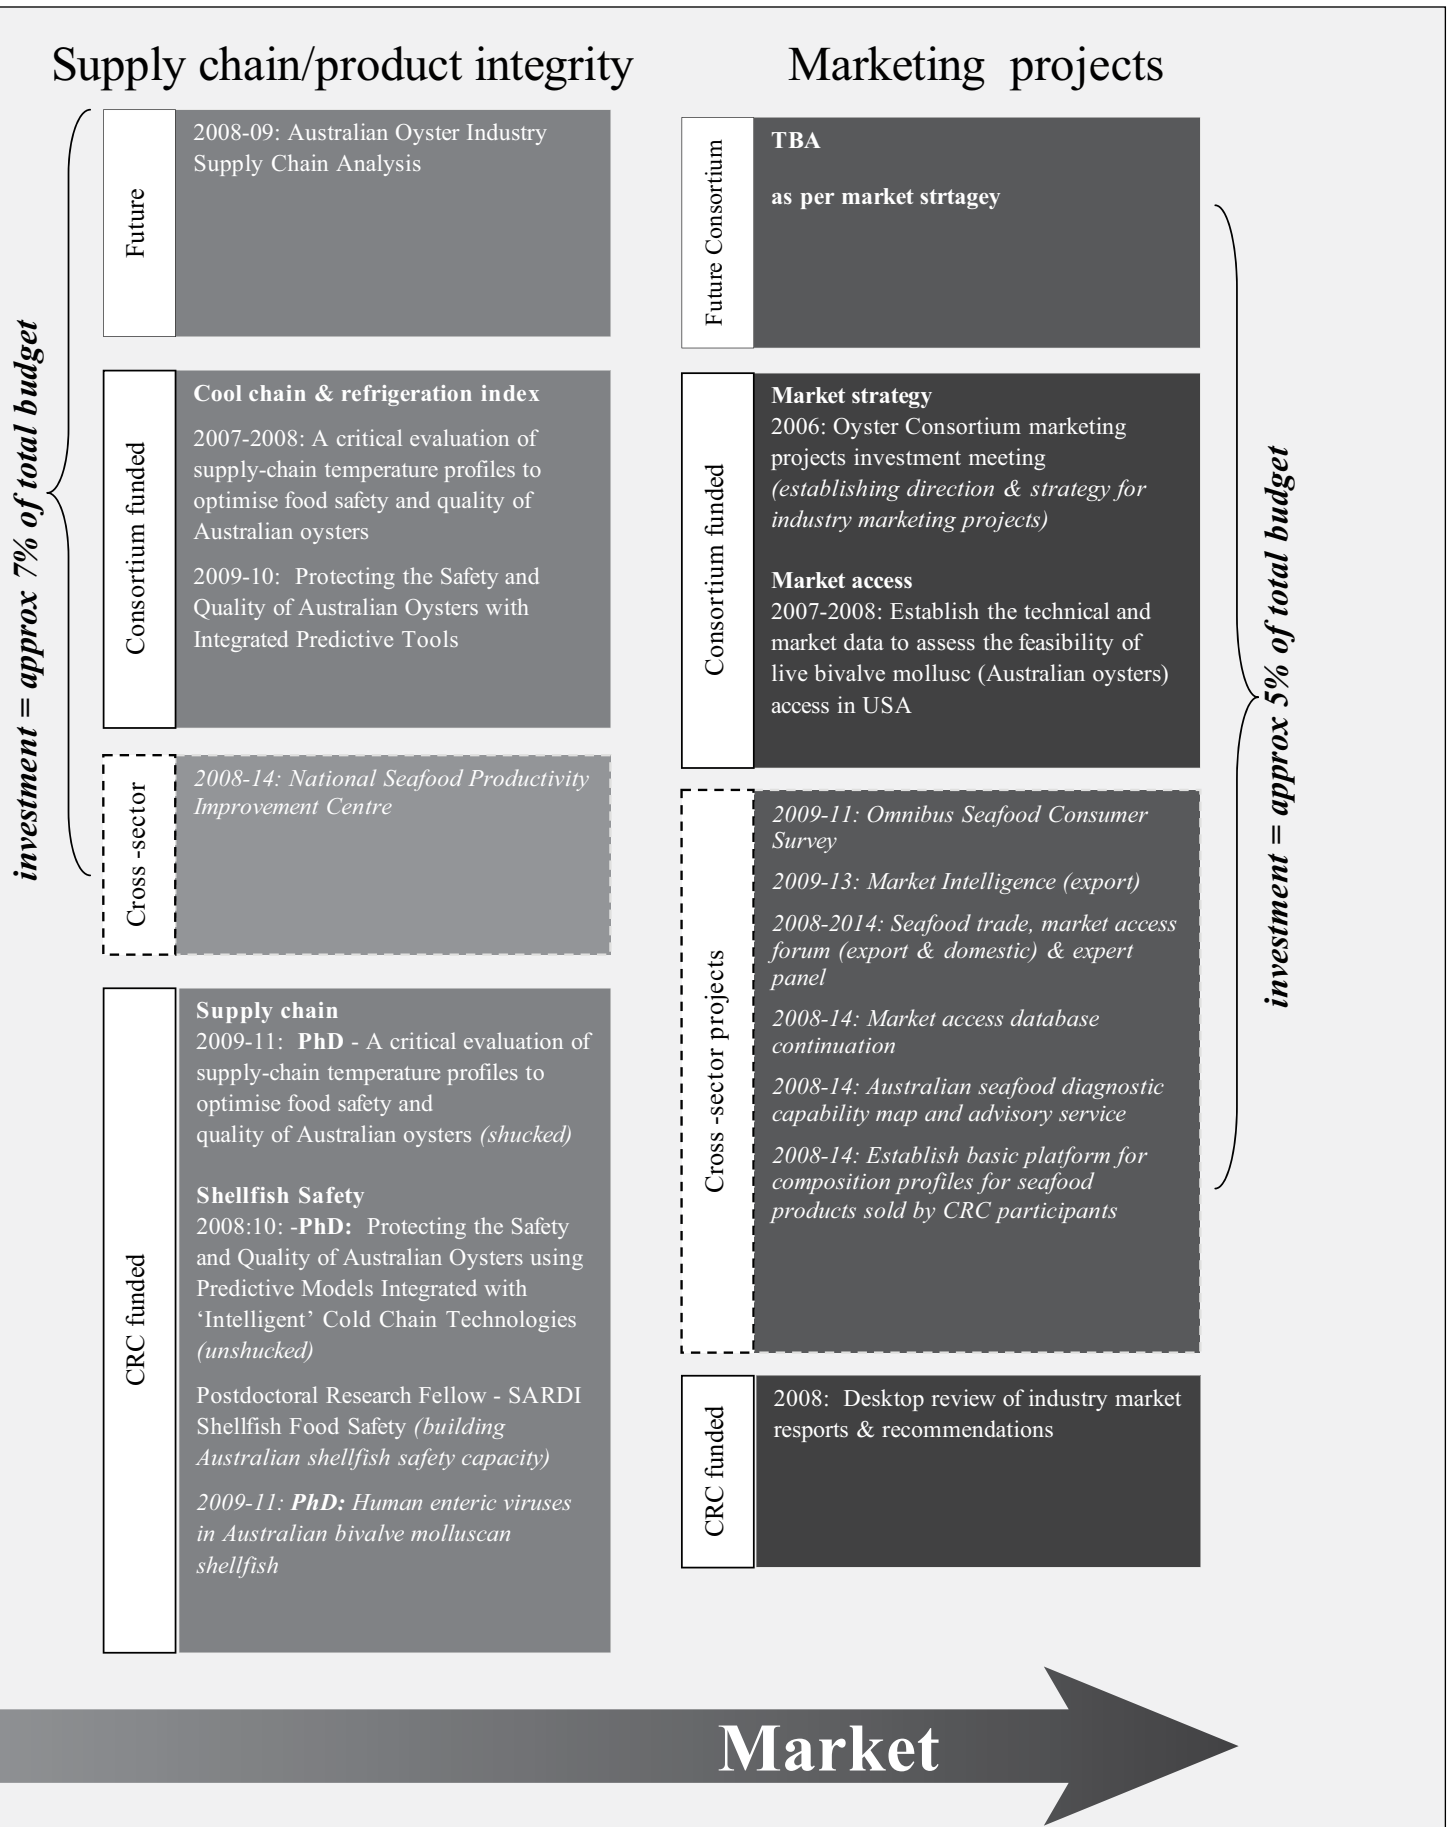 Supply chain/product integrity
investment = approx 7% of total budget
Future
2008-09: Australian Oyster Industry
Supply Chain Analysis
Consortium funded
Cool chain & refrigeration index
2007-2008: A critical evaluation of
supply-chain temperature profiles to
optimise food safety and quality of
Australian oysters
2009-10:  Protecting the Safety and
Quality of Australian Oysters with
Integrated Predictive Tools
Cross -sector
2008-14: National Seafood Productivity
Improvement Centre
CRC funded
Supply chain
2009-11:  PhD - A critical evaluation of
supply-chain temperature profiles to
optimise food safety and
quality of Australian oysters (shucked)
Shellfish Safety
2008:10: -PhD:  Protecting the Safety
and Quality of Australian Oysters using
Predictive Models Integrated with
‘Intelligent’ Cold Chain Technologies
(unshucked)
Postdoctoral Research Fellow - SARDI
Shellfish Food Safety (building
Australian shellfish safety capacity)
2009-11: PhD: Human enteric viruses
in Australian bivalve molluscan
shellfish
Marketing  projects
Future Consortium
TBA
as per market strtagey
Consortium funded
Market strategy
2006: Oyster Consortium marketing
projects investment meeting
(establishing direction & strategy for
industry marketing projects)
Market access
2007-2008: Establish the technical and
market data to assess the feasibility of
live bivalve mollusc (Australian oysters)
access in USA
Cross -sector projects
2009-11: Omnibus Seafood Consumer
Survey
2009-13: Market Intelligence (export)
2008-2014: Seafood trade, market access
forum (export & domestic) & expert
panel
2008-14: Market access database
continuation
2008-14: Australian seafood diagnostic
capability map and advisory service
2008-14: Establish basic platform for
composition profiles for seafood
products sold by CRC participants
CRC funded
2008:  Desktop review of industry market
resports & recommendations
investment = approx 5% of total budget
Market